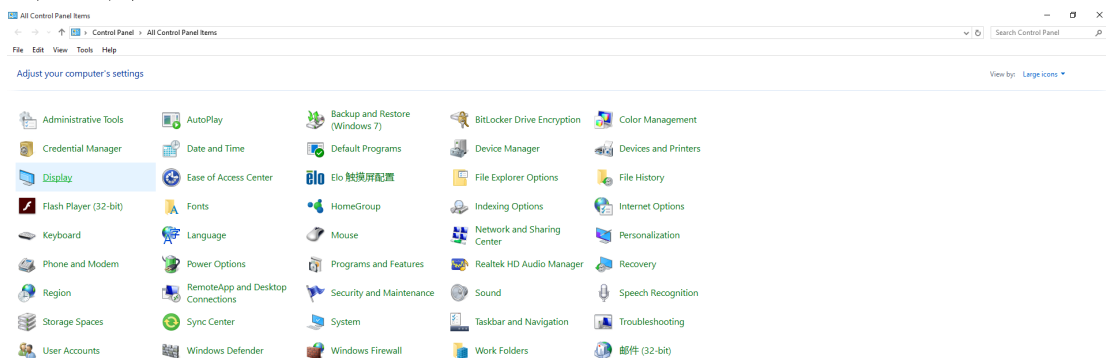 All Control Panel Items
Control Panel › All Control Panel Items
Search Control Panel
File Edit View Tools Help
Adjust your computer's settings
View by: Large icons
Administrative Tools
AutoPlay
Backup and Restore
(Windows 7)
BitLocker Drive Encryption
Color Management
Credential Manager
Date and Time
Default Programs
Device Manager
Devices and Printers
Display
Ease of Access Center
elo
Elo 触摸屏配置
File Explorer Options
File History
Flash Player (32-bit)
Fonts
HomeGroup
Indexing Options
Internet Options
Keyboard
Language
Mouse
Network and Sharing
Center
Personalization
Phone and Modem
Power Options
Programs and Features
Realtek HD Audio Manager
Recovery
Region
RemoteApp and Desktop
Connections
Security and Maintenance
Sound
Speech Recognition
Storage Spaces
Sync Center
System
Taskbar and Navigation
Troubleshooting
User Accounts
Windows Defender
Windows Firewall
Work Folders
邮件 (32-bit)